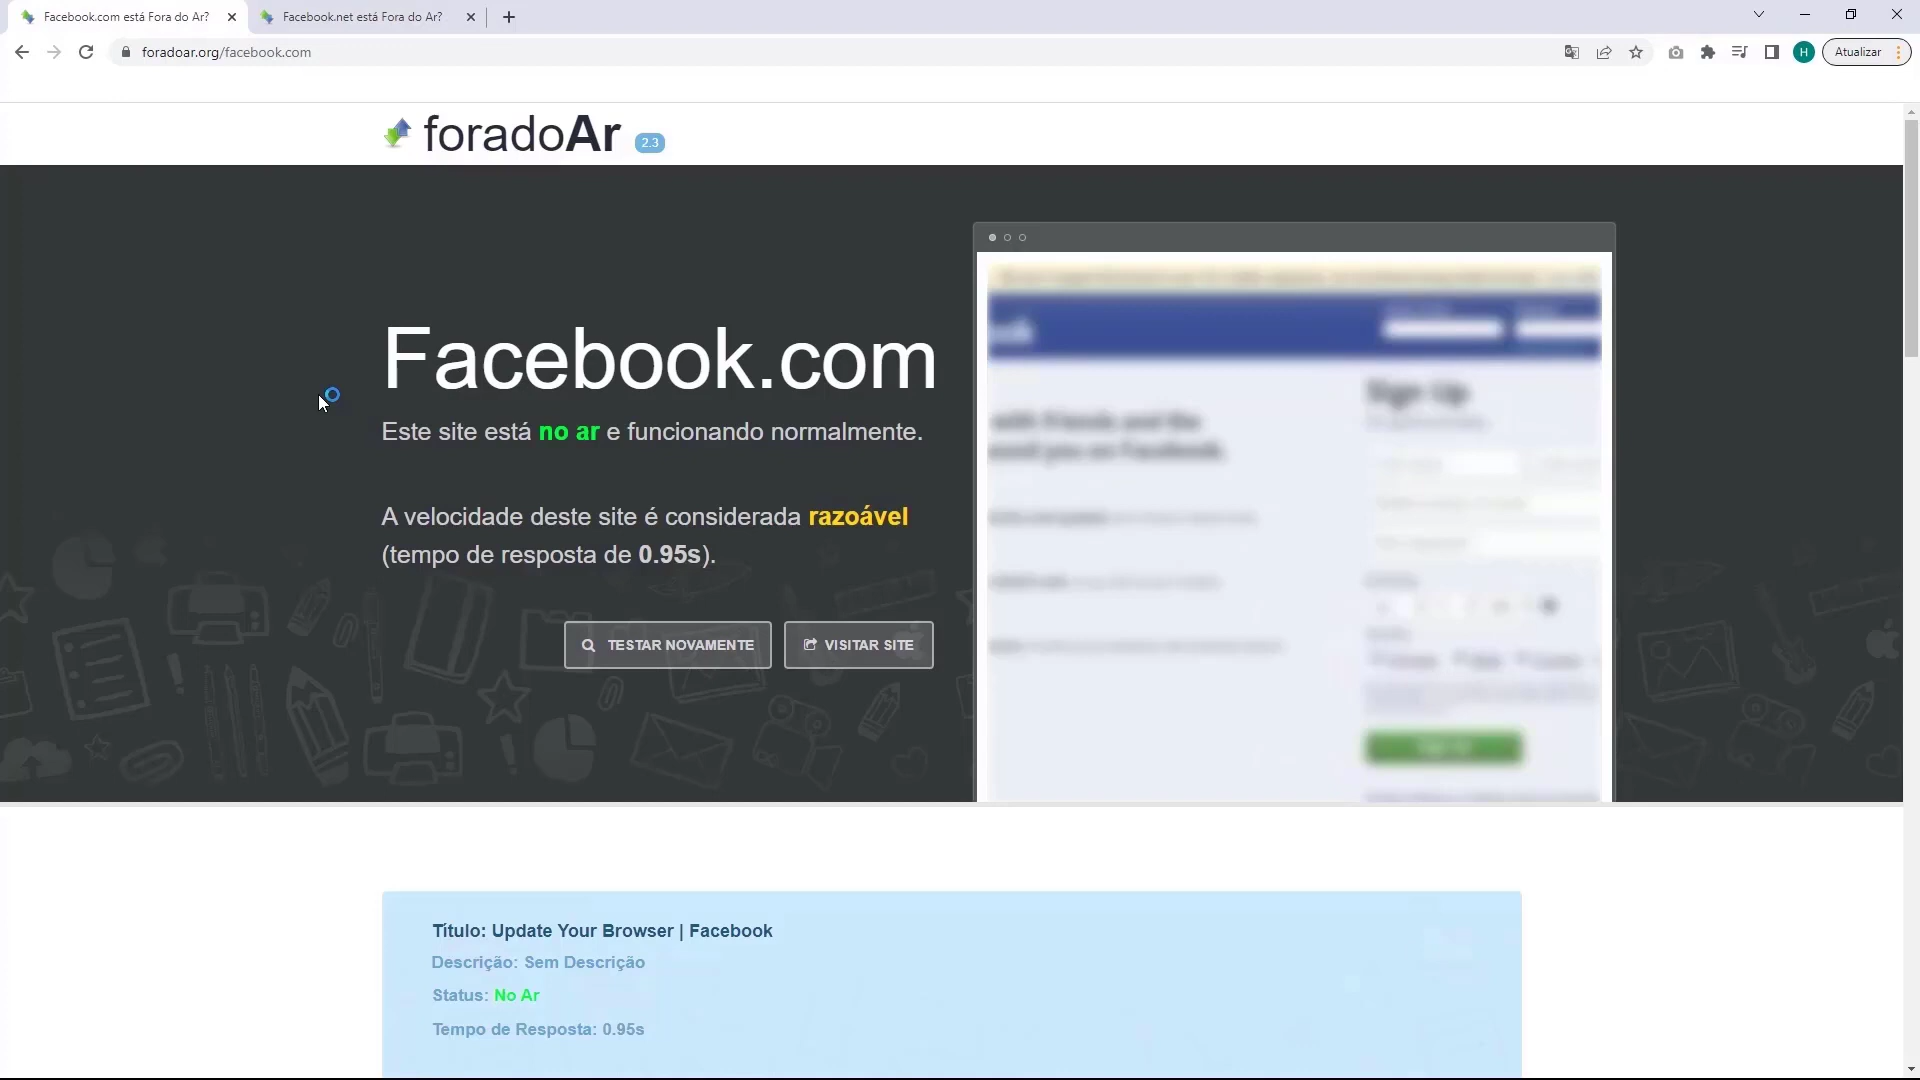 Facebook.com está Fora do Ar?
Facebook.net está Fora do Ar?
foradoar.org/facebook.com
H
Atualizar
foradoAr 2.3
Facebook.com
Este site está no ar e funcionando normalmente.
A velocidade deste site é considerada razoável
(tempo de resposta de 0.95s).
TESTAR NOVAMENTE
VISITAR SITE
Sign Up
Título: Update Your Browser | Facebook
Descrição: Sem Descrição
Status: No Ar
Tempo de Resposta: 0.95s